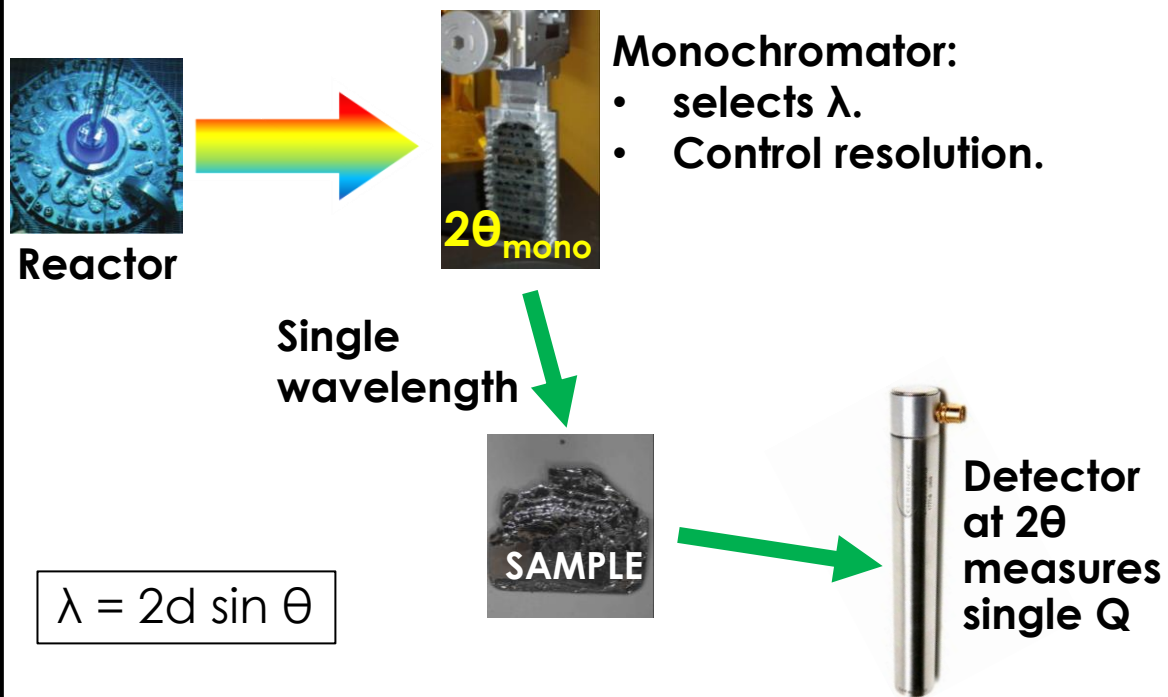 Monochromator:
• selects λ.
• Control resolution.
2θmono
Reactor
Single
wavelength
SAMPLE
Detector
at 2θ
measures
single Q
λ = 2d sin θ